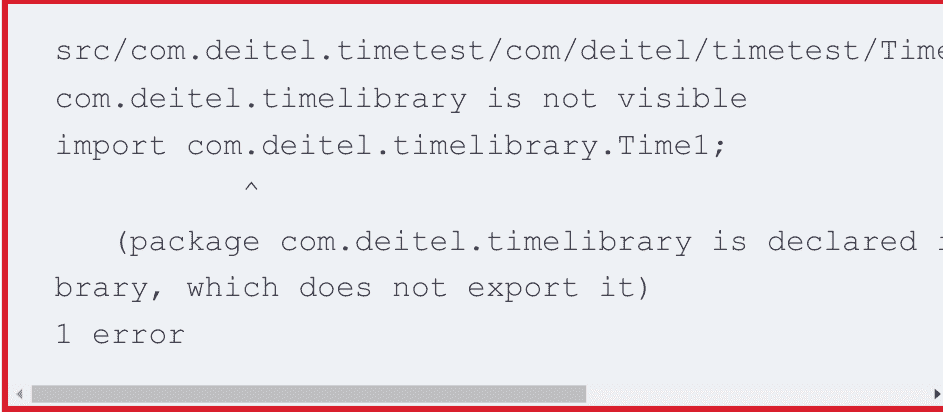 src/com.deitel.timetest/com/deitel/timetest/Time
com.deitel.timelibrary is not visible
import com.deitel.timelibrary.Time1;
^
(package com.deitel.timelibrary is declared
brary, which does not export it)
1 error